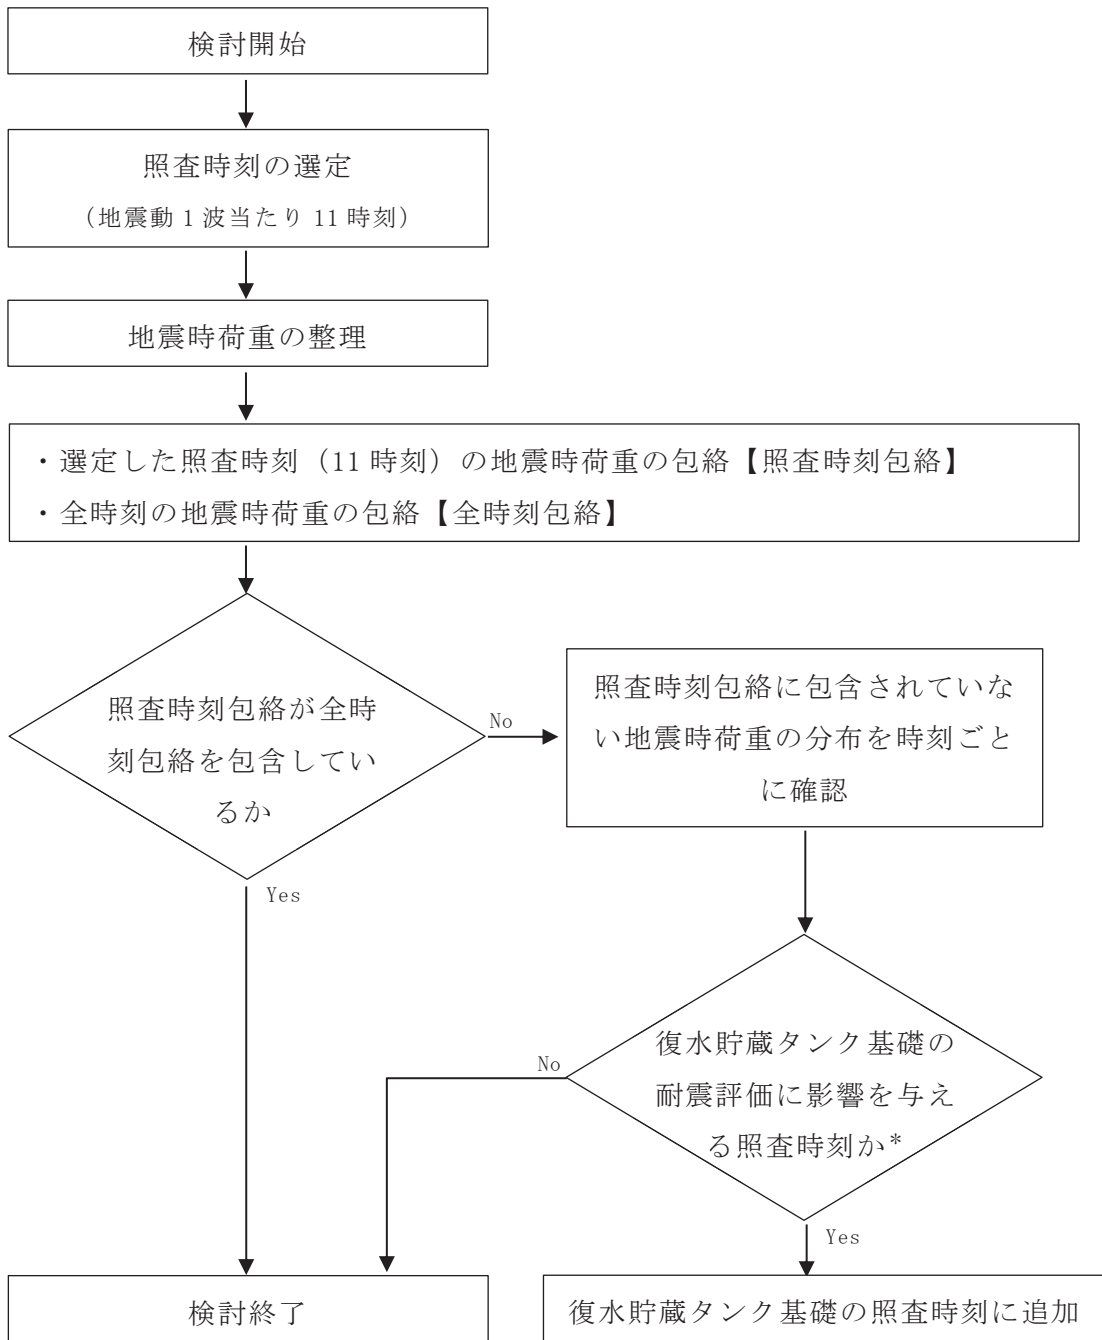 検討開始
照査時刻の選定
（地震動 1 波当たり 11 時刻）
地震時荷重の整理
・選定した照査時刻（11 時刻）の地震時荷重の包絡【照査時刻包絡】
・全時刻の地震時荷重の包絡【全時刻包絡】
照査時刻包絡が全時
刻包絡を包含してい
るか
No
照査時刻包絡に包含されていな
い地震時荷重の分布を時刻ごと
に確認
Yes
復水貯蔵タンク基礎の
耐震評価に影響を与え
る照査時刻か*
No
Yes
検討終了
復水貯蔵タンク基礎の照査時刻に追加